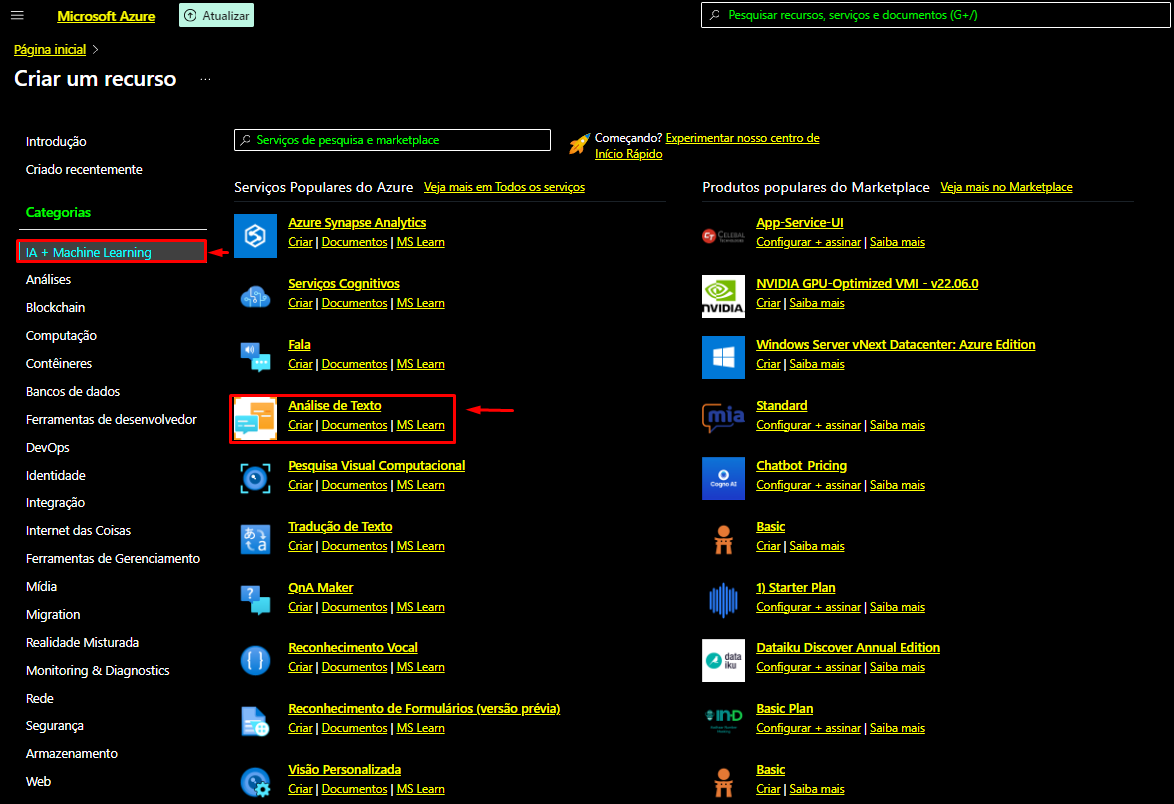 Microsoft Azure
Atualizar
Pesquisar recursos, serviços e documentos (G+/)
Página inicial >
Criar um recurso ...
Introdução
Criado recentemente
Categorias
IA + Machine Learning
Análises
Blockchain
Computação
Contêineres
Bancos de dados
Ferramentas de desenvolvedor
DevOps
Identidade
Integração
Internet das Coisas
Ferramentas de Gerenciamento
Mídia
Migration
Realidade Misturada
Monitoring & Diagnostics
Rede
Segurança
Armazenamento
Web
Serviços de pesquisa e marketplace
Começando? Experimentar nosso centro de
Início Rápido
Serviços Populares do Azure Veja mais em Todos os serviços
Azure Synapse Analytics
Criar | Documentos | MS Learn
Serviços Cognitivos
Criar | Documentos | MS Learn
Fala
Criar | Documentos | MS Learn
Análise de Texto
Criar | Documentos | MS Learn
Pesquisa Visual Computacional
Criar | Documentos | MS Learn
Tradução de Texto
Criar | Documentos | MS Learn
QnA Maker
Criar | Documentos | MS Learn
Reconhecimento Vocal
Criar | Documentos | MS Learn
Reconhecimento de Formulários (versão prévia)
Criar | Documentos | MS Learn
Visão Personalizada
Criar | Documentos | MS Learn
Produtos populares do Marketplace Veja mais no Marketplace
CELEBAL
App-Service-UI
Configurar + assinar | Saiba mais
NVIDIA
NVIDIA GPU-Optimized VMI - v22.06.0
Criar | Saiba mais
Windows Server vNext Datacenter: Azure Edition
Criar | Saiba mais
mia
Standard
Configurar + assinar | Saiba mais
Cogno AI
Chatbot_Pricing
Configurar + assinar | Saiba mais
Basic
Criar | Saiba mais
1) Starter Plan
Configurar + assinar | Saiba mais
data
iku
Dataiku Discover Annual Edition
Configurar + assinar | Saiba mais
Basic Plan
Configurar + assinar | Saiba mais
Basic
Criar | Saiba mais